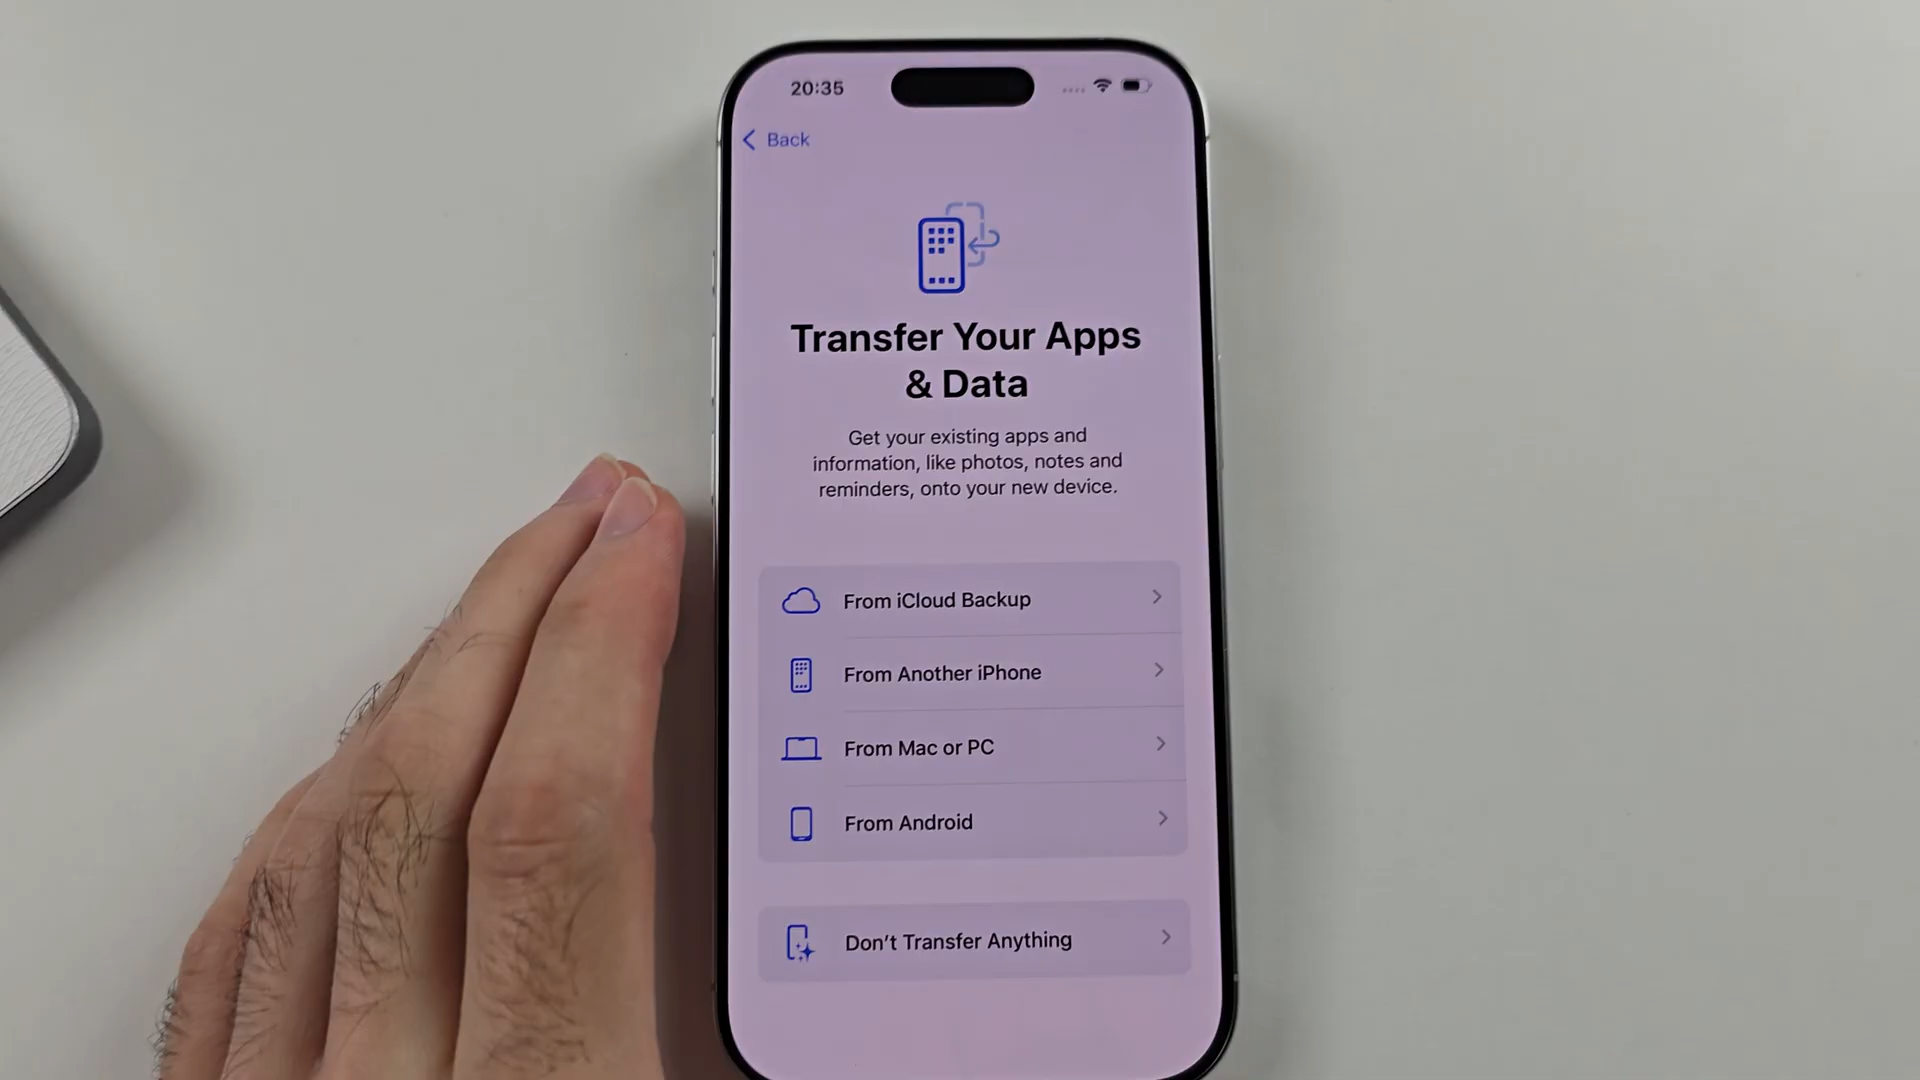 20:35
Back
Transfer Your Apps
& Data
Get your existing apps and
information, like photos, notes and
reminders, onto your new device.
From iCloud Backup
From Another iPhone
From Mac or PC
From Android
Don't Transfer Anything